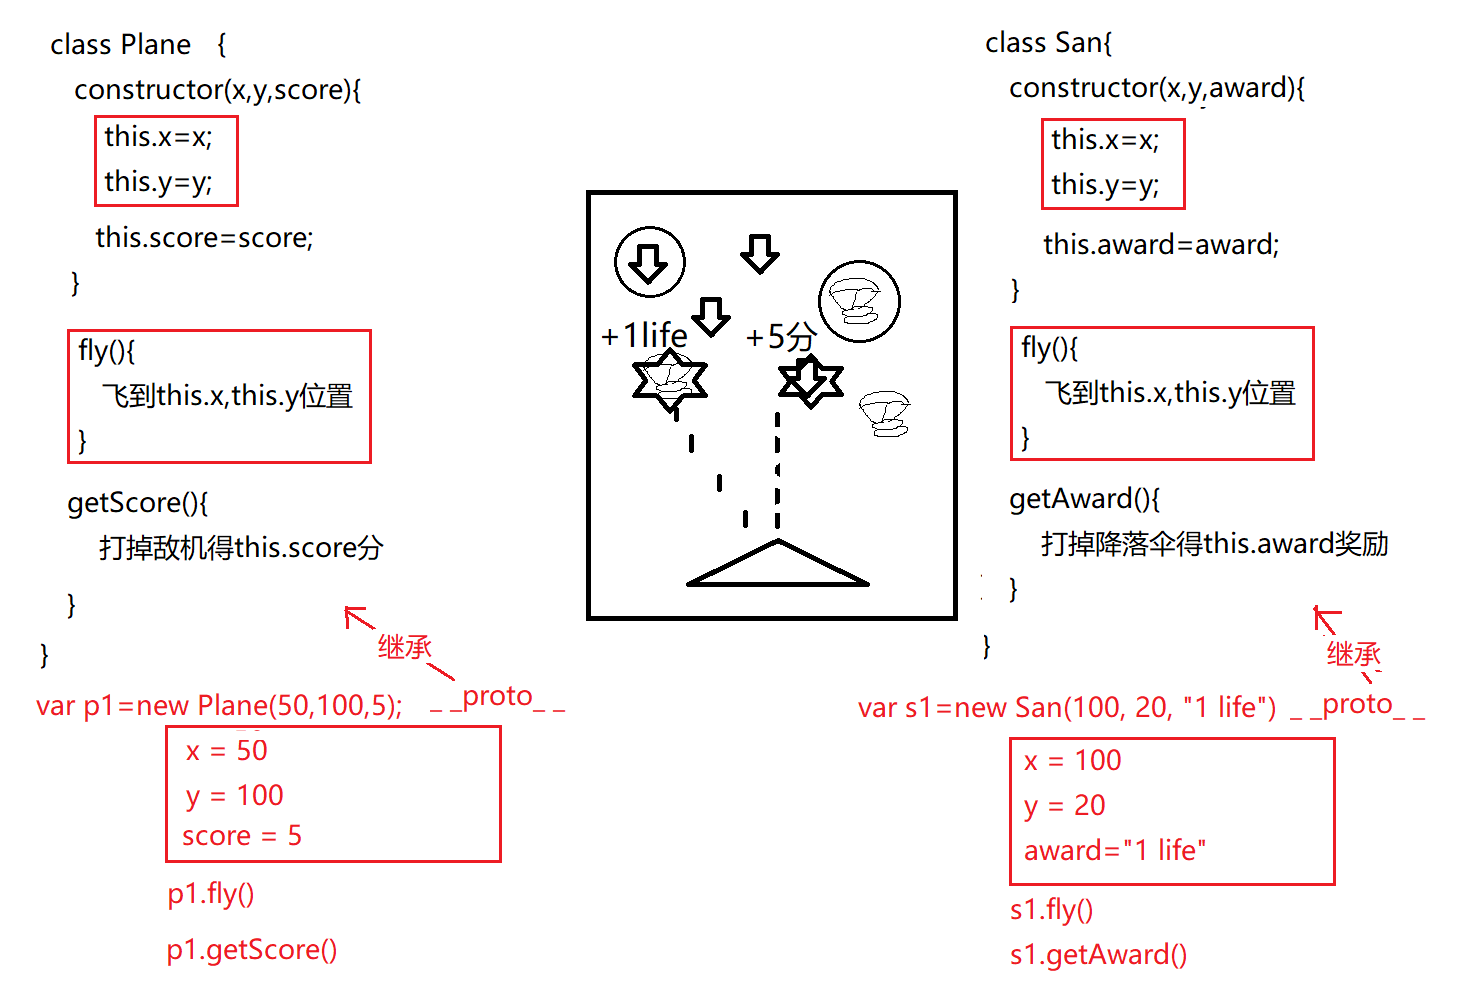 class Plane {
constructor(x,y,score){
this.x=x;
this.y=y;
this.score=score;
}
fly(){
飞到this.x,this.y位置
}
getScore(){
打掉敌机得this.score分
}
}
继承
var p1=new Plane(50,100,5);
_ _proto_ _
x = 50
y = 100
score = 5
p1.fly()
p1.getScore()
+1life
+5分
class San{
constructor(x,y,award){
this.x=x;
this.y=y;
this.award=award;
}
fly(){
飞到this.x,this.y位置
}
getAward(){
打掉降落伞得this.award奖励
}
}
继承
var s1=new San(100, 20, "1 life")
_ _proto_ _
x = 100
y = 20
award="1 life"
s1.fly()
s1.getAward()